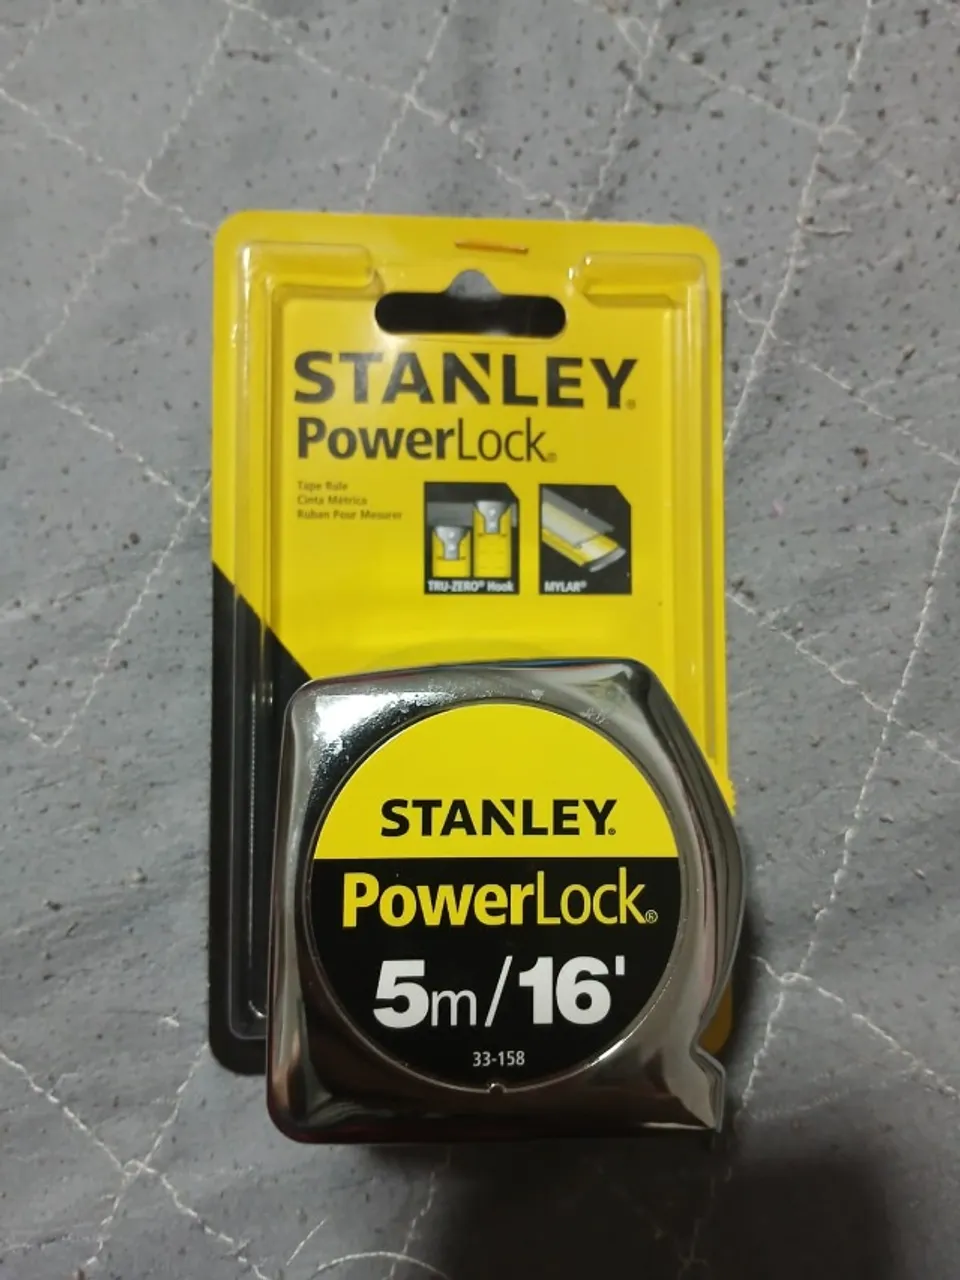 STANLEY®
PowerLock®
Tape Rule
Cinta Métrica
Ruban Pour Mesurer
TRU-ZERO® Hook
MYLAR®
STANLEY®
PowerLock®
5m/16'
33-158